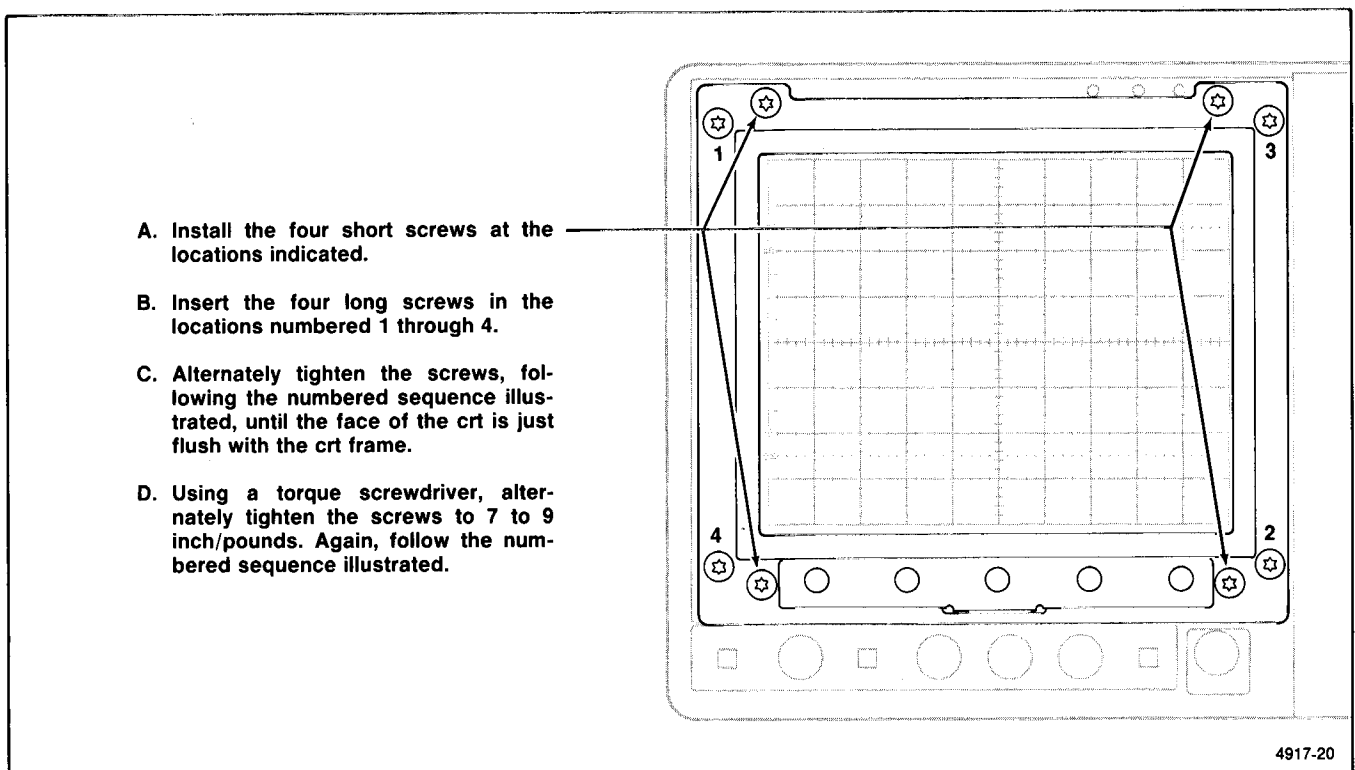 A. Install the four short screws at the
locations indicated.
B. Insert the four long screws in the
locations numbered 1 through 4.
C. Alternately tighten the screws, fol-
lowing the numbered sequence illus-
trated, until the face of the crt is just
flush with the crt frame.
D. Using a torque screwdriver, alter-
nately tighten the screws to 7 to 9
inch/pounds. Again, follow the num-
bered sequence illustrated.
1
3
4
2
4917-20